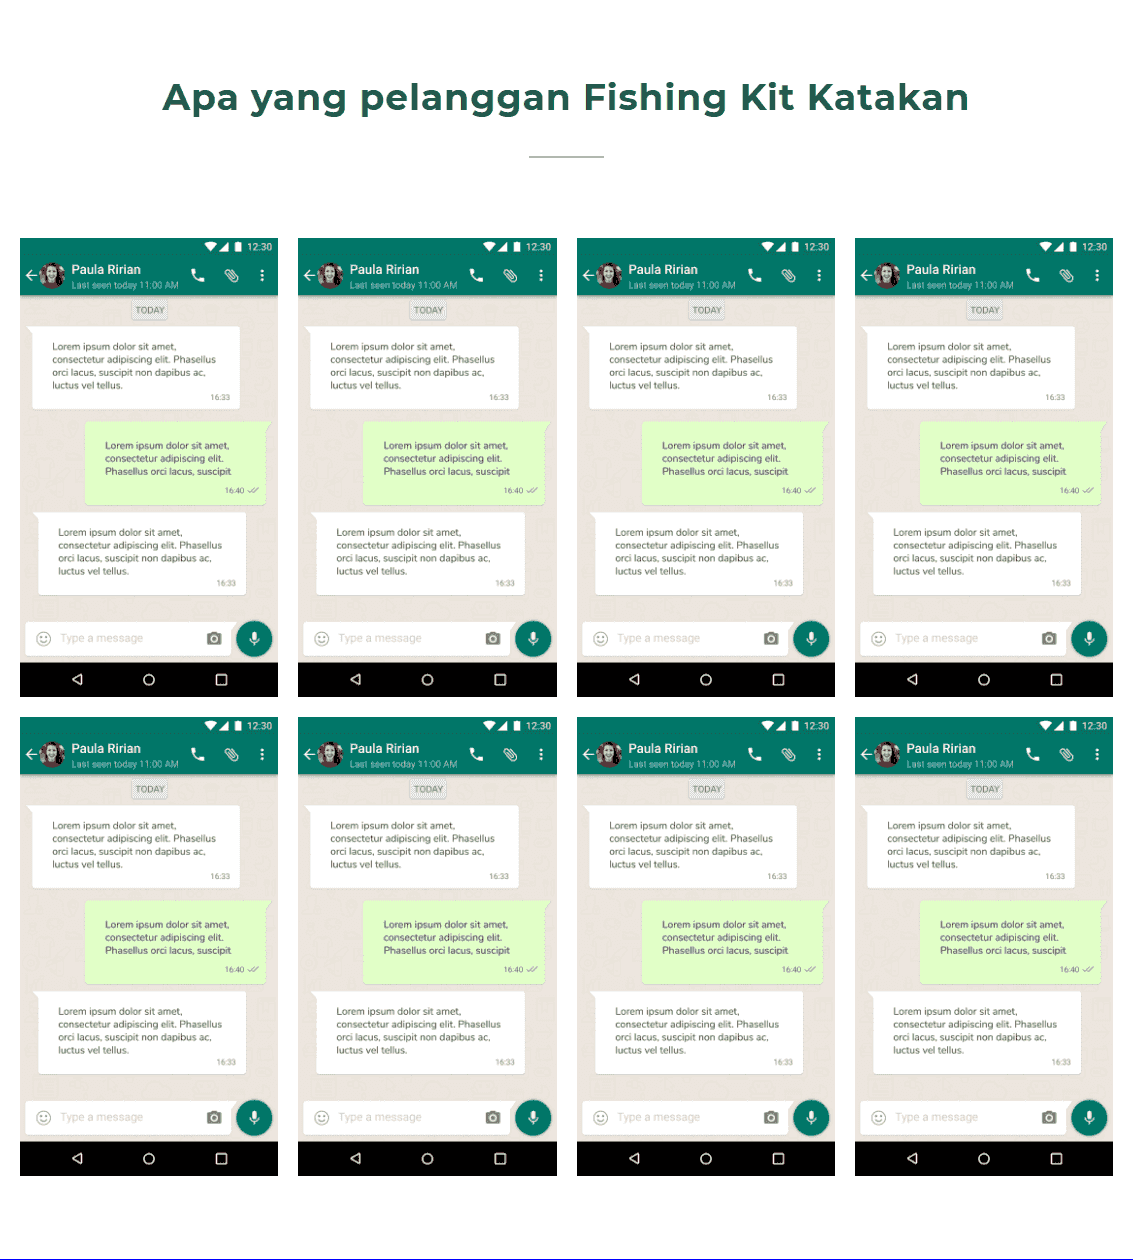 Apa yang pelanggan Fishing Kit Katakan
12:30
Paula Ririan
Last seen today 11:00 AM
TODAY
Lorem ipsum dolor sit amet,
consectetur adipiscing elit. Phasellus
orci lacus, suscipit non dapibus ac,
luctus vel tellus.
16:33
Lorem ipsum dolor sit amet,
consectetur adipiscing elit.
Phasellus orci lacus, suscipit
16:40
Lorem ipsum dolor sit amet,
consectetur adipiscing elit. Phasellus
orci lacus, suscipit non dapibus ac,
luctus vel tellus.
16:33
Type a message
12:30
Paula Ririan
Last seen today 11:00 AM
TODAY
Lorem ipsum dolor sit amet,
consectetur adipiscing elit. Phasellus
orci lacus, suscipit non dapibus ac,
luctus vel tellus.
16:33
Lorem ipsum dolor sit amet,
consectetur adipiscing elit.
Phasellus orci lacus, suscipit
16:40
Lorem ipsum dolor sit amet,
consectetur adipiscing elit. Phasellus
orci lacus, suscipit non dapibus ac,
luctus vel tellus.
16:33
Type a message
12:30
Paula Ririan
Last seen today 11:00 AM
TODAY
Lorem ipsum dolor sit amet,
consectetur adipiscing elit. Phasellus
orci lacus, suscipit non dapibus ac,
luctus vel tellus.
16:33
Lorem ipsum dolor sit amet,
consectetur adipiscing elit.
Phasellus orci lacus, suscipit
16:40
Lorem ipsum dolor sit amet,
consectetur adipiscing elit. Phasellus
orci lacus, suscipit non dapibus ac,
luctus vel tellus.
16:33
Type a message
12:30
Paula Ririan
Last seen today 11:00 AM
TODAY
Lorem ipsum dolor sit amet,
consectetur adipiscing elit. Phasellus
orci lacus, suscipit non dapibus ac,
luctus vel tellus.
16:33
Lorem ipsum dolor sit amet,
consectetur adipiscing elit.
Phasellus orci lacus, suscipit
16:40
Lorem ipsum dolor sit amet,
consectetur adipiscing elit. Phasellus
orci lacus, suscipit non dapibus ac,
luctus vel tellus.
16:33
Type a message
12:30
Paula Ririan
Last seen today 11:00 AM
TODAY
Lorem ipsum dolor sit amet,
consectetur adipiscing elit. Phasellus
orci lacus, suscipit non dapibus ac,
luctus vel tellus.
16:33
Lorem ipsum dolor sit amet,
consectetur adipiscing elit.
Phasellus orci lacus, suscipit
16:40
Lorem ipsum dolor sit amet,
consectetur adipiscing elit. Phasellus
orci lacus, suscipit non dapibus ac,
luctus vel tellus.
16:33
Type a message
12:30
Paula Ririan
Last seen today 11:00 AM
TODAY
Lorem ipsum dolor sit amet,
consectetur adipiscing elit. Phasellus
orci lacus, suscipit non dapibus ac,
luctus vel tellus.
16:33
Lorem ipsum dolor sit amet,
consectetur adipiscing elit.
Phasellus orci lacus, suscipit
16:40
Lorem ipsum dolor sit amet,
consectetur adipiscing elit. Phasellus
orci lacus, suscipit non dapibus ac,
luctus vel tellus.
16:33
Type a message
12:30
Paula Ririan
Last seen today 11:00 AM
TODAY
Lorem ipsum dolor sit amet,
consectetur adipiscing elit. Phasellus
orci lacus, suscipit non dapibus ac,
luctus vel tellus.
16:33
Lorem ipsum dolor sit amet,
consectetur adipiscing elit.
Phasellus orci lacus, suscipit
16:40
Lorem ipsum dolor sit amet,
consectetur adipiscing elit. Phasellus
orci lacus, suscipit non dapibus ac,
luctus vel tellus.
16:33
Type a message
12:30
Paula Ririan
Last seen today 11:00 AM
TODAY
Lorem ipsum dolor sit amet,
consectetur adipiscing elit. Phasellus
orci lacus, suscipit non dapibus ac,
luctus vel tellus.
16:33
Lorem ipsum dolor sit amet,
consectetur adipiscing elit.
Phasellus orci lacus, suscipit
16:40
Lorem ipsum dolor sit amet,
consectetur adipiscing elit. Phasellus
orci lacus, suscipit non dapibus ac,
luctus vel tellus.
16:33
Type a message